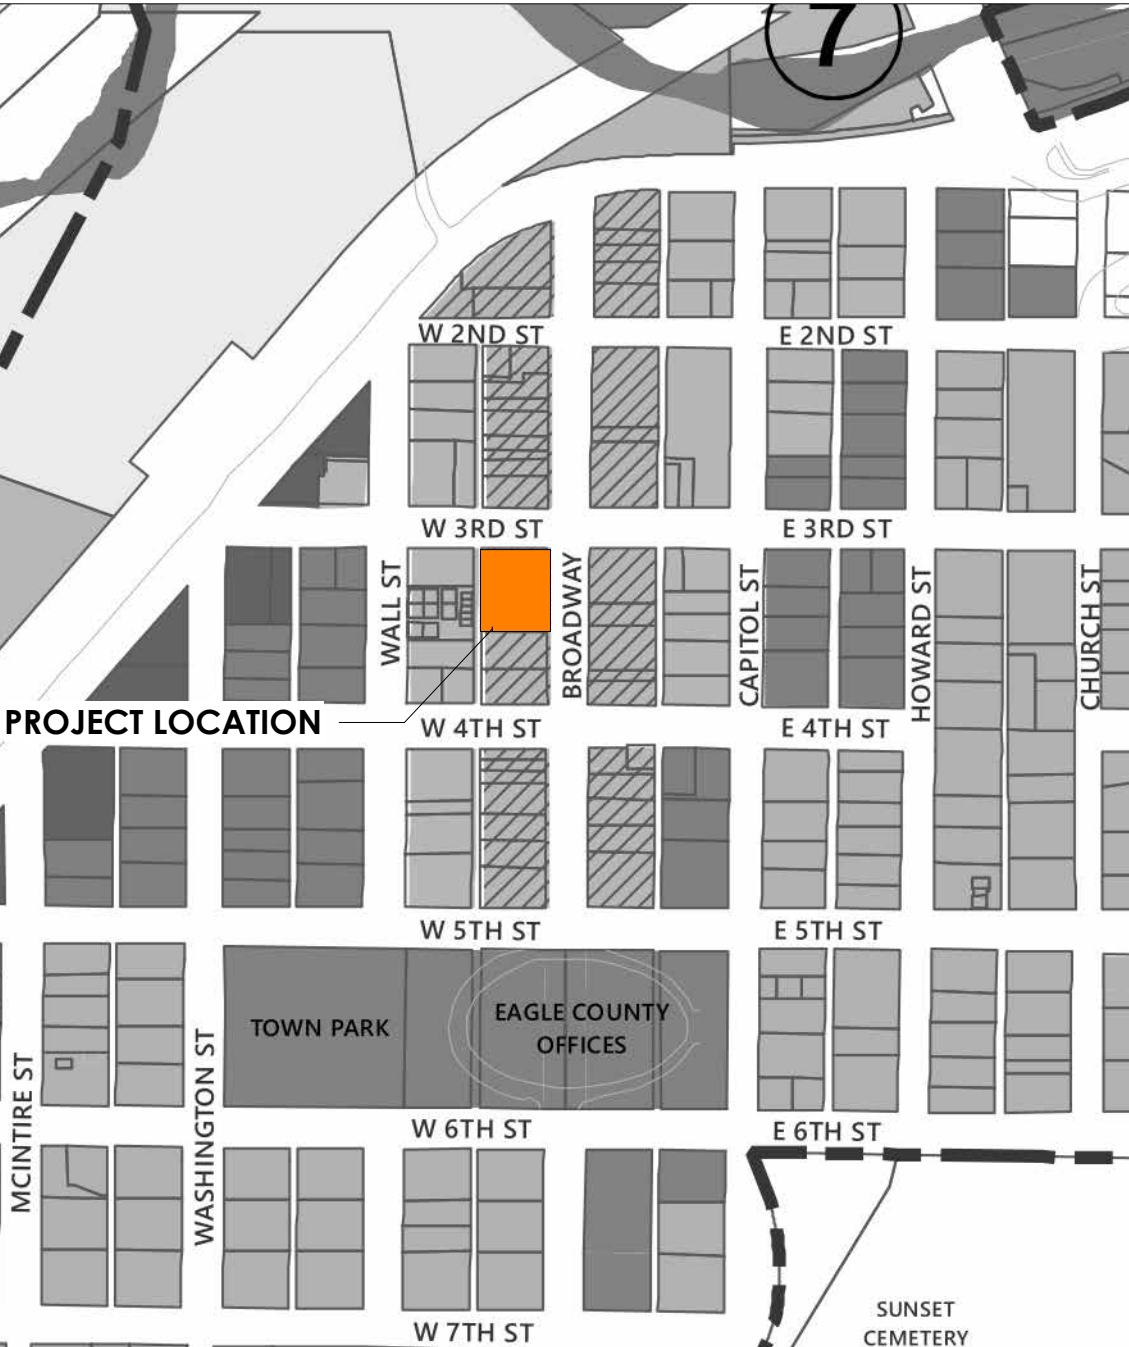 7
W 2ND ST
E 2ND ST
W 3RD ST
E 3RD ST
WALL ST
BROADWAY
CAPITOL ST
HOWARD ST
CHURCH ST
PROJECT LOCATION
W 4TH ST
E 4TH ST
W 5TH ST
E 5TH ST
TOWN PARK
EAGLE COUNTY
OFFICES
MCINTIRE ST
WASHINGTON ST
W 6TH ST
E 6TH ST
SUNSET
CEMETERY
W 7TH ST